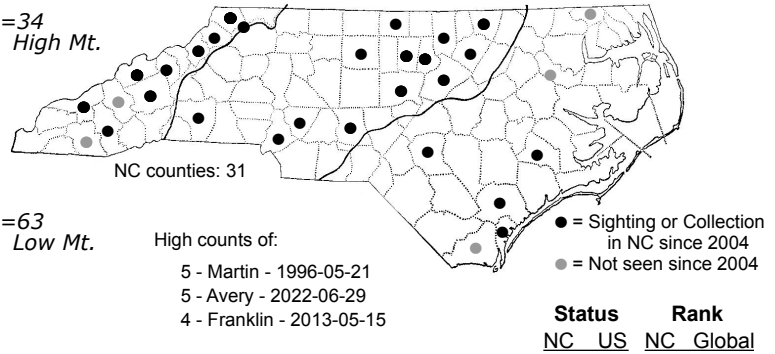 =34
High Mt.
NC counties: 31
=63
Low Mt.
High counts of:
5 - Martin - 1996-05-21
5 - Avery - 2022-06-29
4 - Franklin - 2013-05-15
= Sighting or Collection
in NC since 2004
= Not seen since 2004
Status Rank
NC US NC Global